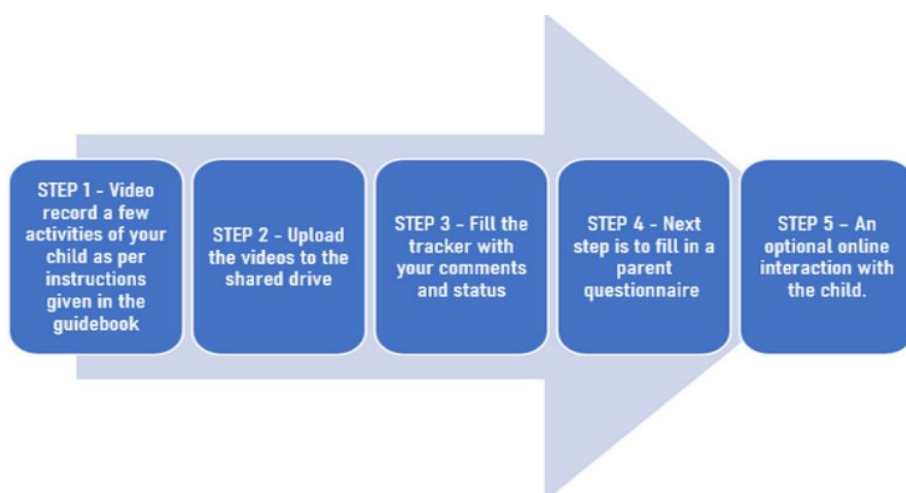 STEP 1 - Video
record a few
activities of your
child as per
instructions
given in the
guidebook
STEP 2 - Upload
the videos to the
shared drive
STEP 3 - Fill the
tracker with
your comments
and status
STEP 4 - Next
step is to fill in a
parent
questionnaire
STEP 5 - An
optional online
interaction with
the child.